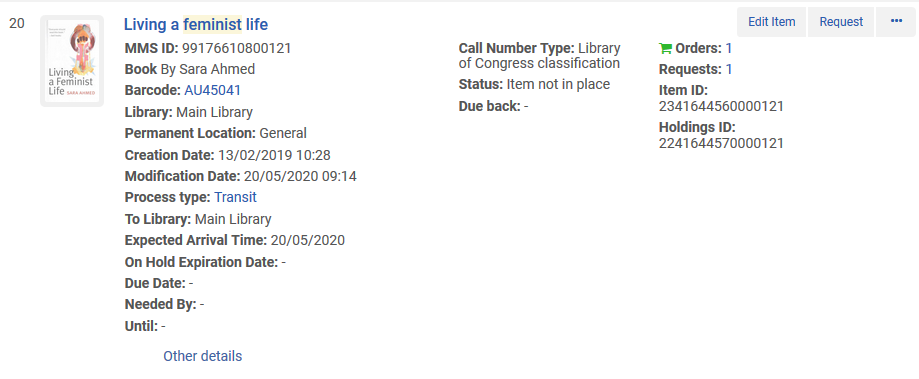 20
Living a feminist life
Edit Item
Request
•••
Living
a Feminist
Life SARA AHMED
MMS ID: 99176610800121
Book By Sara Ahmed
Barcode: AU45041
Library: Main Library
Permanent Location: General
Creation Date: 13/02/2019 10:28
Modification Date: 20/05/2020 09:14
Process type: Transit
To Library: Main Library
Expected Arrival Time: 20/05/2020
On Hold Expiration Date: -
Due Date: -
Needed By: -
Until: -
Other details
Call Number Type: Library
of Congress classification
Status: Item not in place
Due back: -
Orders: 1
Requests: 1
Item ID:
2341644560000121
Holdings ID:
2241644570000121